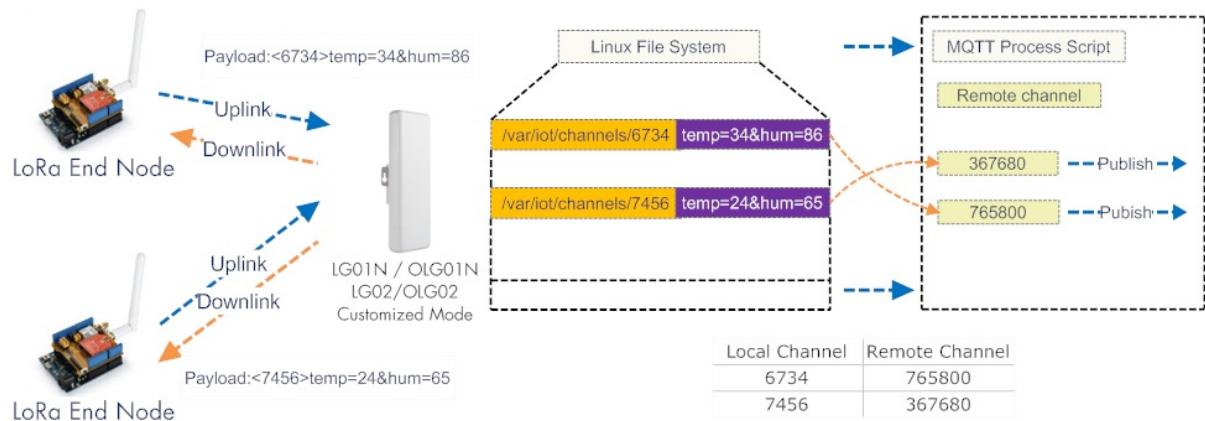 Payload:<6734>temp=34&hum=86
Uplink
Downlink
LoRa End Node
Uplink
Downlink
Payload:<7456>temp=24&hum=65
LoRa End Node
LG01N / OLG01N
LG02/OLG02
Customized Mode
Linux File System
/var/iot/channels/6734 temp=34&hum=86
/var/iot/channels/7456 temp=24&hum=65
MQTT Process Script
Remote channel
367680 Publish
765800 Pubish
Local Channel Remote Channel
6734 765800
7456 367680